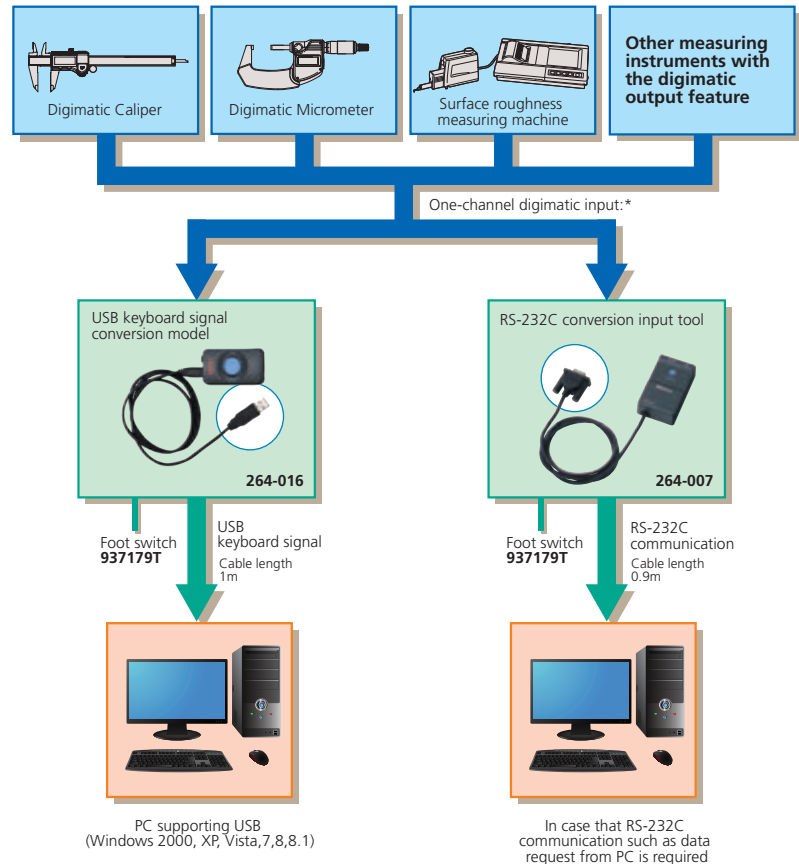 Digimatic Caliper
Digimatic Micrometer
Surface roughness
measuring machine
Other measuring
instruments with
the digimatic
output feature
One-channel digimatic input:*
USB keyboard signal
conversion model
264-016
RS-232C conversion input tool
264-007
Foot switch
937179T
USB
keyboard signal
Cable length
1m
Foot switch
937179T
RS-232C
communication
Cable length
0.9m
PC supporting USB
(Windows 2000, XP, Vista,7,8,8.1)
In case that RS-232C
communication such as data
request from PC is required